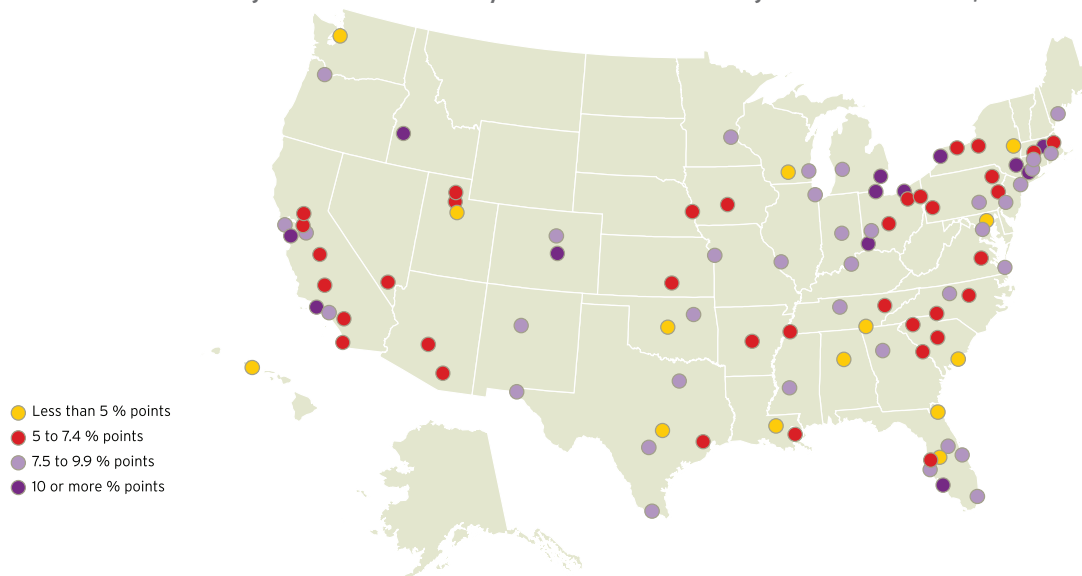 Less than 5 % points
5 to 7.4 % points
7.5 to 9.9 % points
10 or more % points